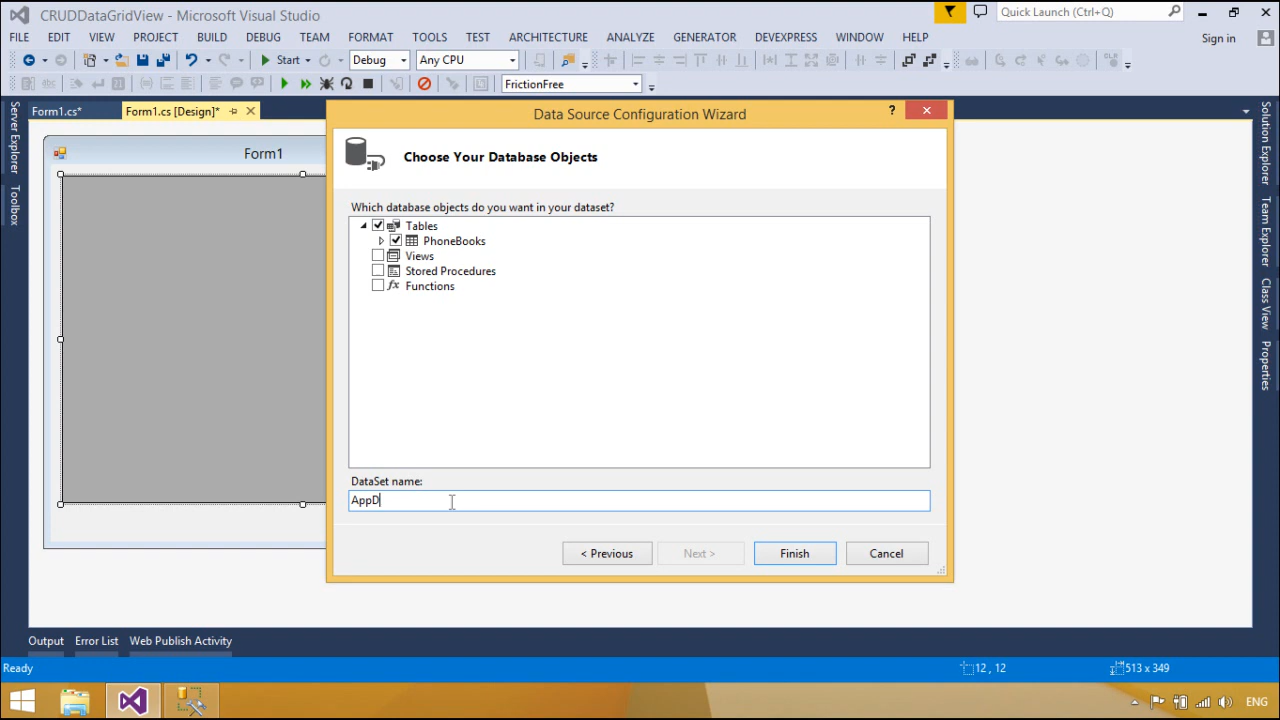 CRUDDataGridView - Microsoft Visual Studio
Quick Launch (Ctrl+Q)
FILE EDIT VIEW PROJECT BUILD DEBUG TEAM FORMAT TOOLS TEST ARCHITECTURE ANALYZE GENERATOR DEVEXPRESS WINDOW HELP
Sign in
Start Debug Any CPU
FrictionFree
Form1.cs* Form1.cs [Design]*
Server Explorer
Toolbox
Form1
Data Source Configuration Wizard
?
Choose Your Database Objects
Which database objects do you want in your dataset?
Tables
PhoneBooks
Views
Stored Procedures
fx Functions
DataSet name:
AppD
< Previous Next > Finish Cancel
Solution Explorer
Team Explorer
Class View
Properties
Output Error List Web Publish Activity
Ready 12 , 12 513 x 349
ENG